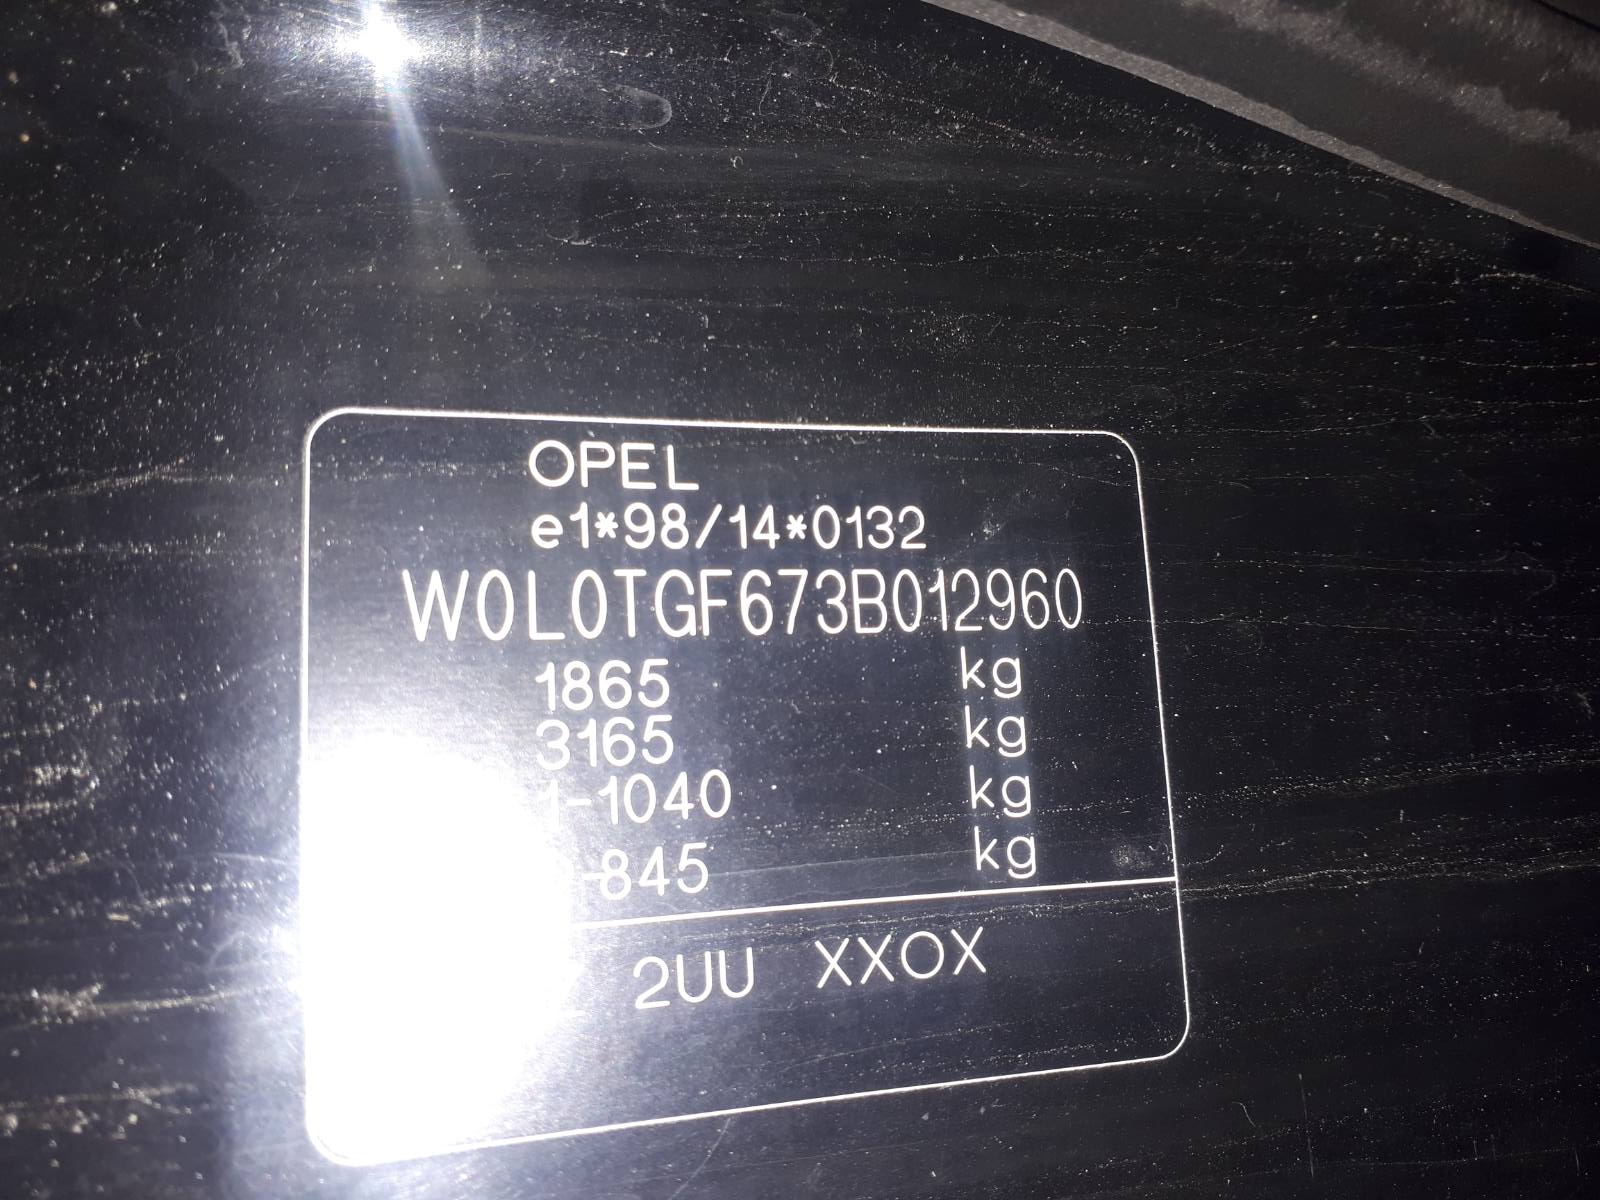 OPEL
e1*98/14*0132
W0L0TGF673B012960
1865 kg
3165 kg
1-1040 kg
-845 kg
2UU XXOX